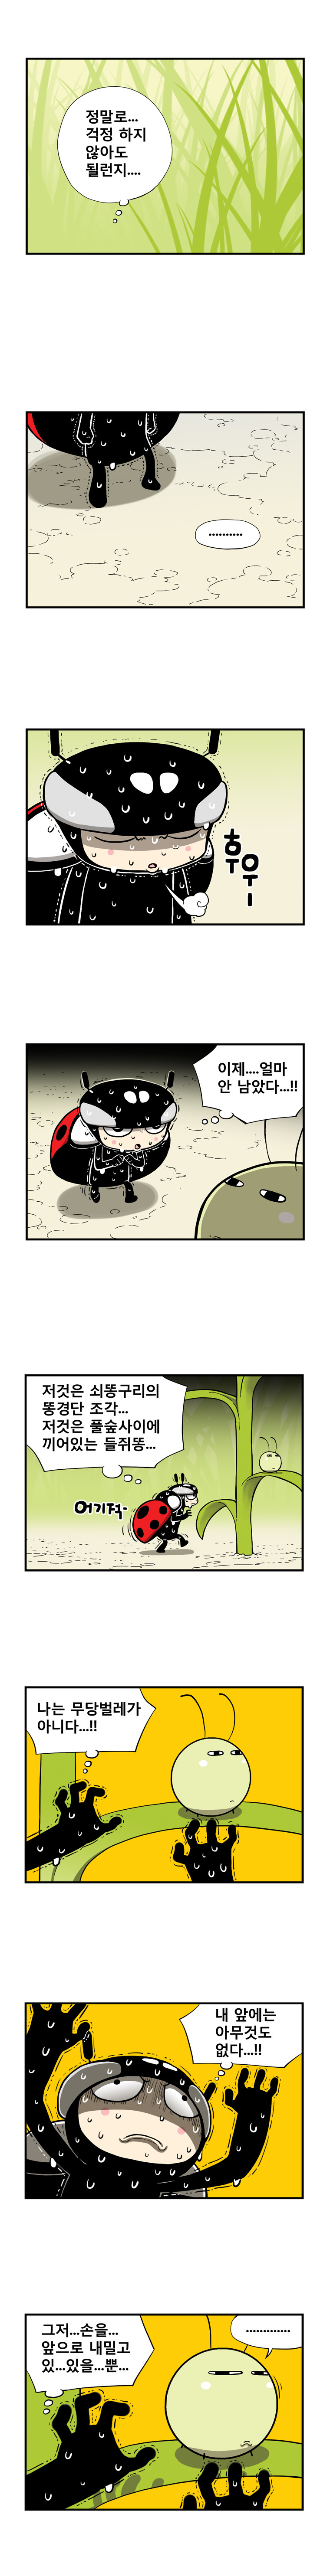 정말로...
걱정 하지
않아도
될런지....
..........
후우-
이제....얼마
안 남았다...!!
저것은 쇠똥구리의
똥경단 조각...
저것은 풀숲사이에
끼어있는 들쥐똥...
어기적-
나는 무당벌레가
아니다...!!
내 앞에는
아무것도
없다...!!
.............
그저...손을...
앞으로 내밀고
있...있을...뿐...